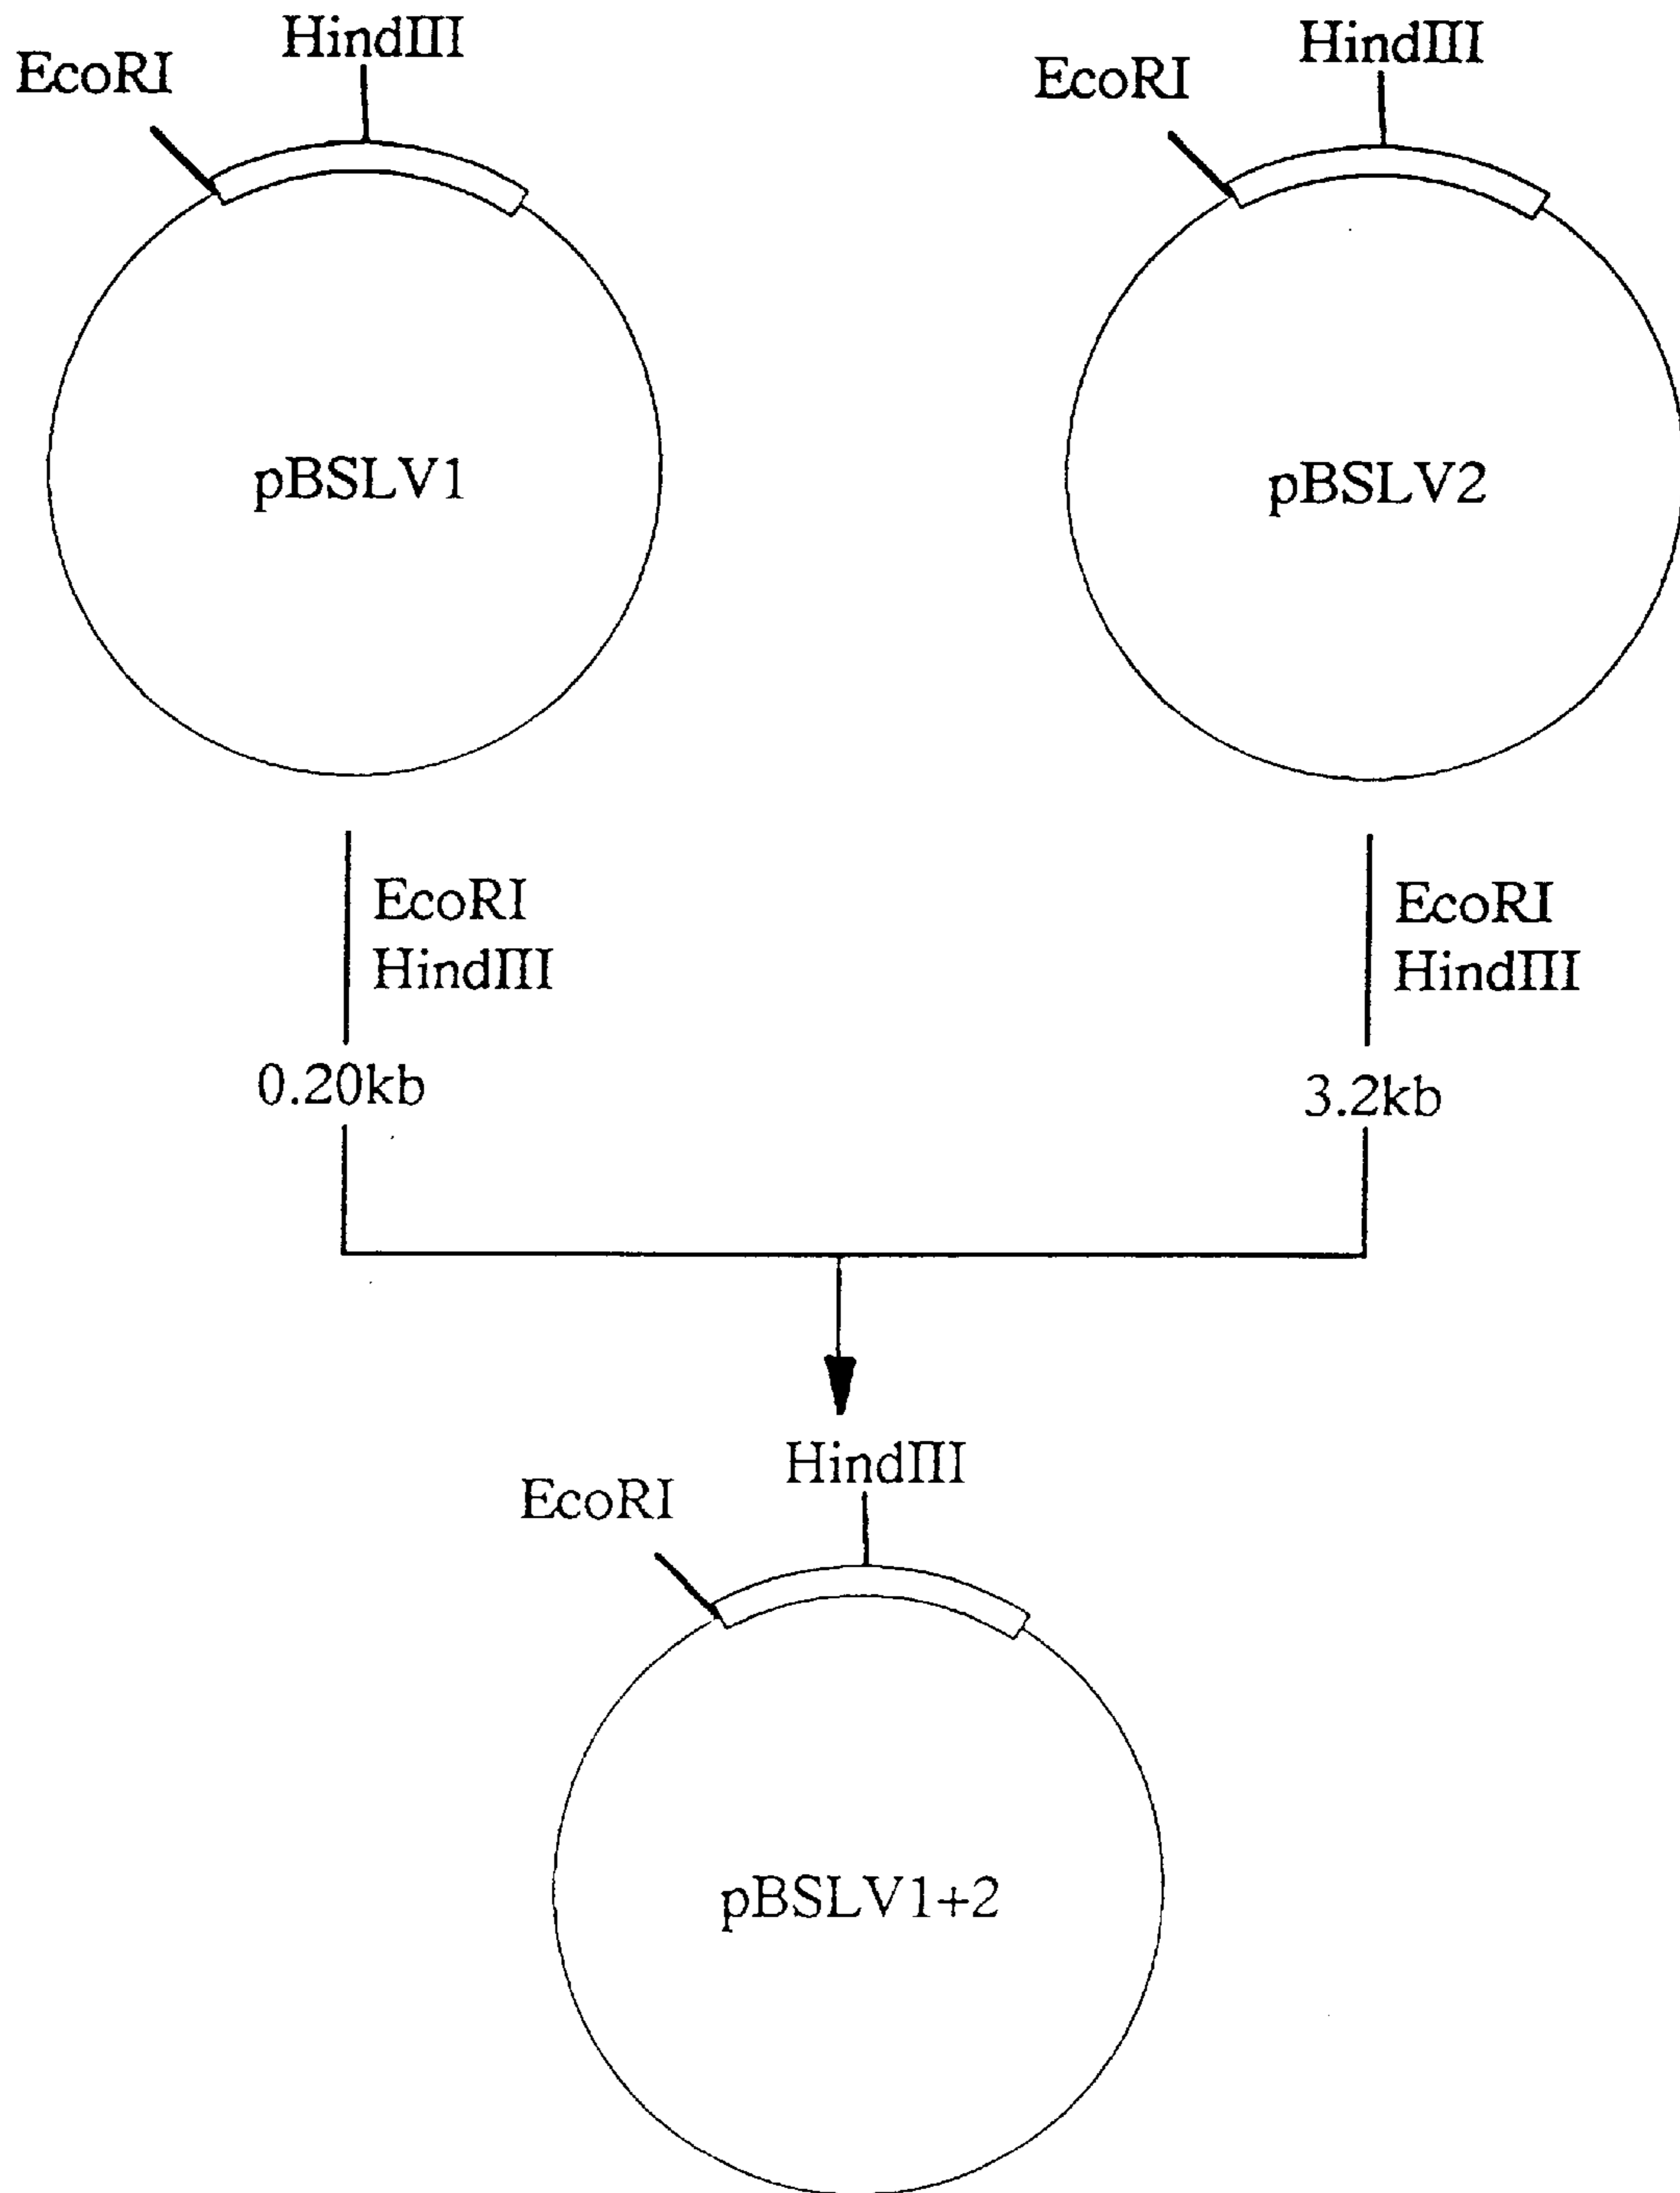 EcoRI
HindIII
EcoRI
HindIII
pBSLV1
pBSLV2
EcoRI
HindIII
EcoRI
HindIII
0.20kb
3.2kb
EcoRI
HindIII
pBSLV1+2